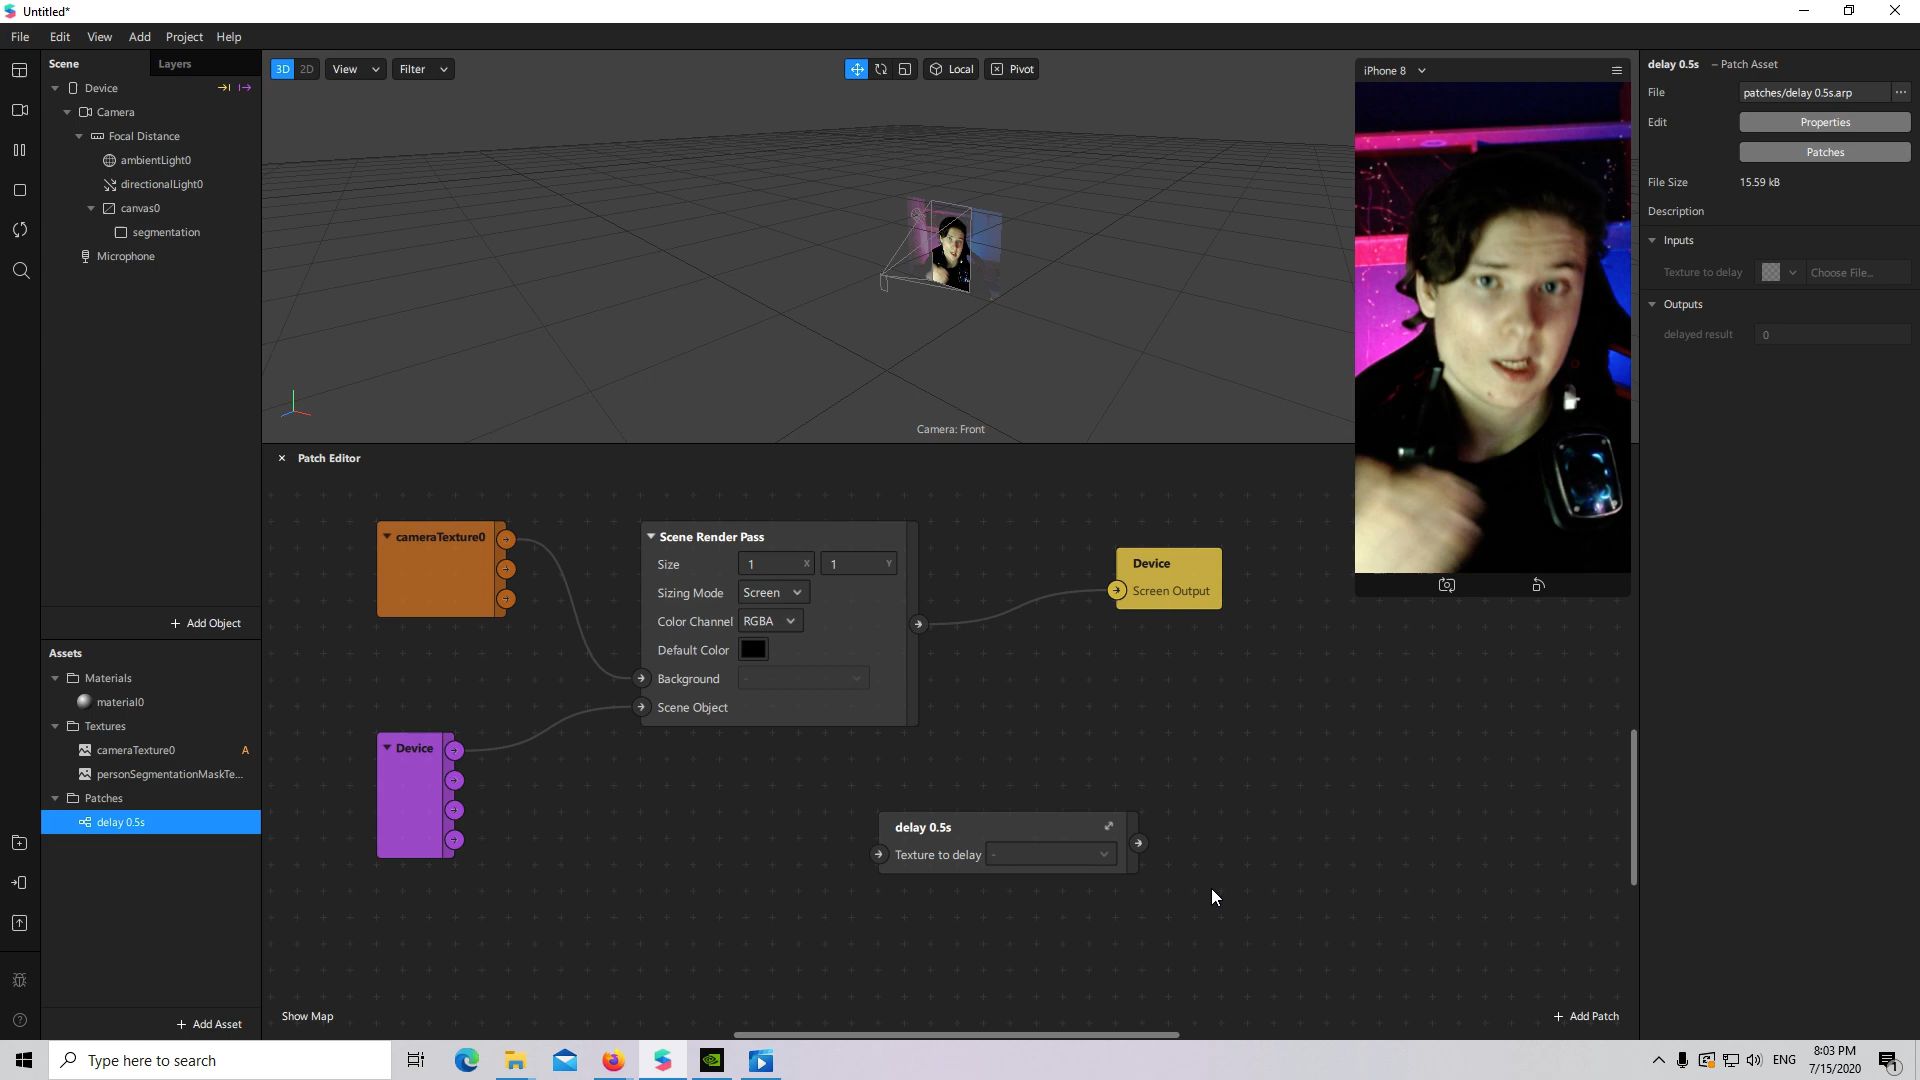 Untitled*
File Edit View Add Project Help
Scene Layers
Device
Camera
Focal Distance
ambientLight0
directionalLight0
canvas0
segmentation
Microphone
+ Add Object
Assets
Materials
material0
Textures
cameraTexture0 A
personSegmentationMaskTe...
Patches
delay 0.5s
+ Add Asset
3D 2D View Filter
Local Pivot
Camera: Front
iPhone 8
Patch Editor
cameraTexture0
Device
Scene Render Pass
Size 1 X 1 Y
Sizing Mode Screen
Color Channel RGBA
Default Color
Background -
Scene Object
Device
Screen Output
delay 0.5s
Texture to delay -
Show Map
+ Add Patch
delay 0.5s – Patch Asset
File patches/delay 0.5s.arp ...
Edit Properties
Patches
File Size 15.59 kB
Description
Inputs
Texture to delay Choose File...
Outputs
delayed result 0
Type here to search
ENG
8:03 PM
7/15/2020
1